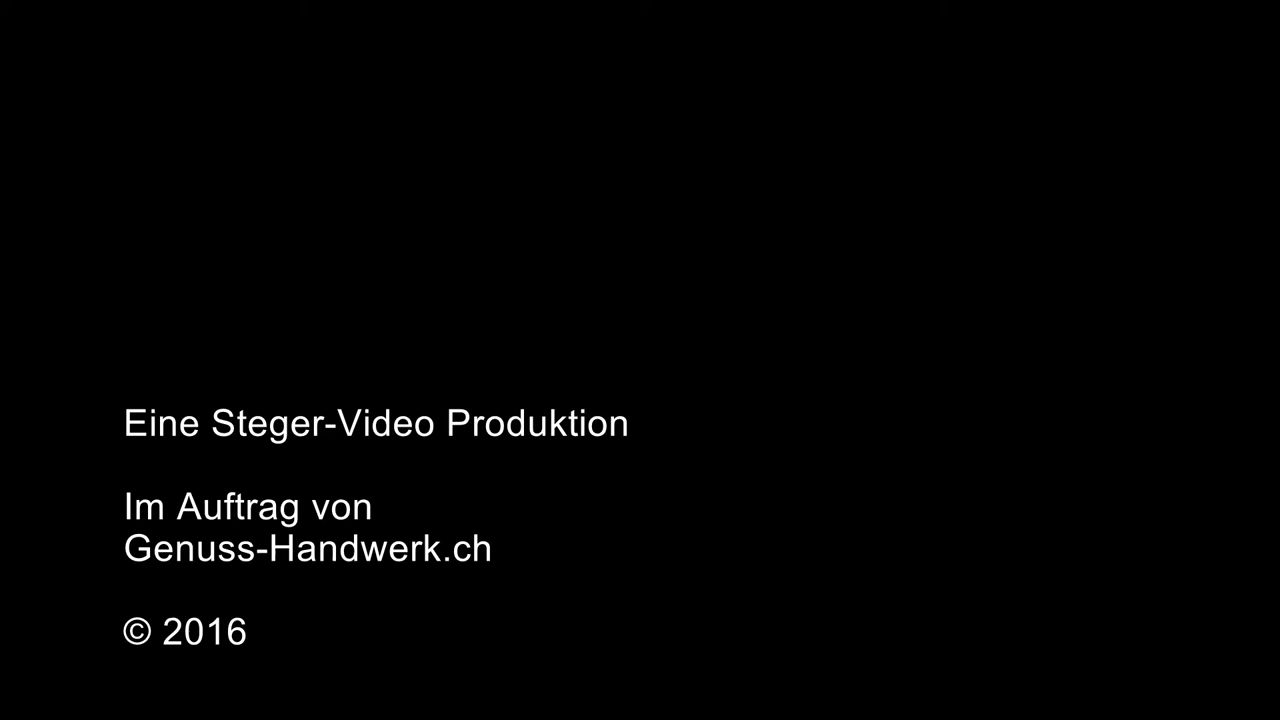 Eine Steger-Video Produktion
Im Auftrag von
Genuss-Handwerk.ch
© 2016